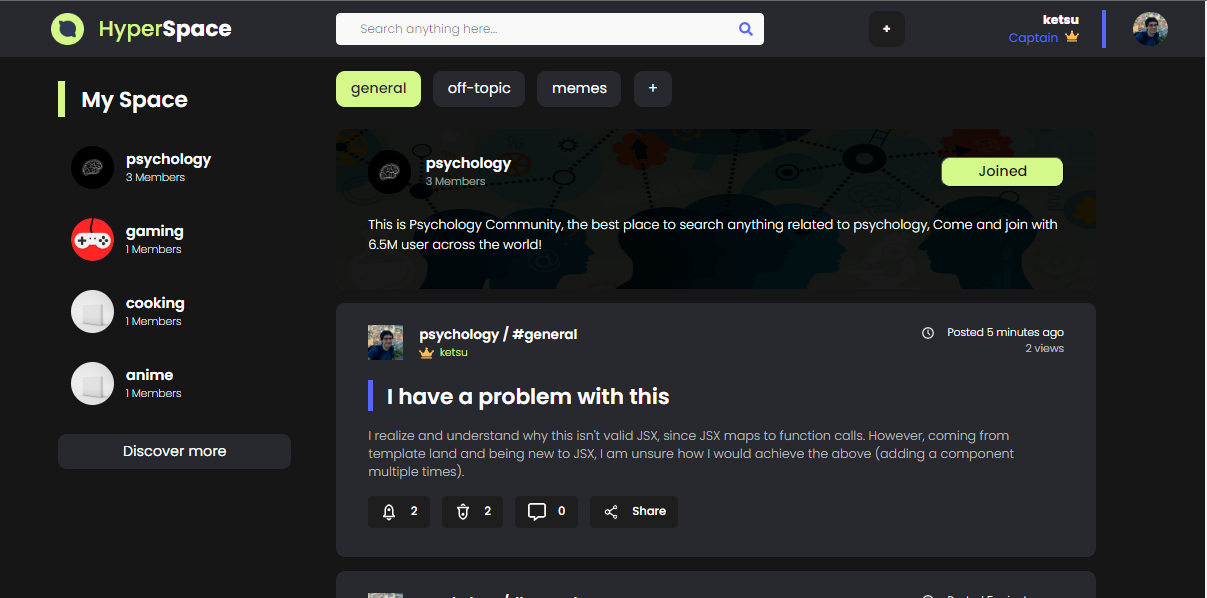 HyperSpace
Search anything here...
+
ketsu
Captain
My Space
psychology
3 Members
gaming
1 Members
cooking
1 Members
anime
1 Members
Discover more
general
off-topic
memes
+
psychology
3 Members
Joined
This is Psychology Community, the best place to search anything related to psychology, Come and join with
6.5M user across the world!
psychology / #general
ketsu
Posted 5 minutes ago
2 views
I have a problem with this
I realize and understand why this isn't valid JSX, since JSX maps to function calls. However, coming from
template land and being new to JSX, I am unsure how I would achieve the above (adding a component
multiple times).
2
2
0
Share